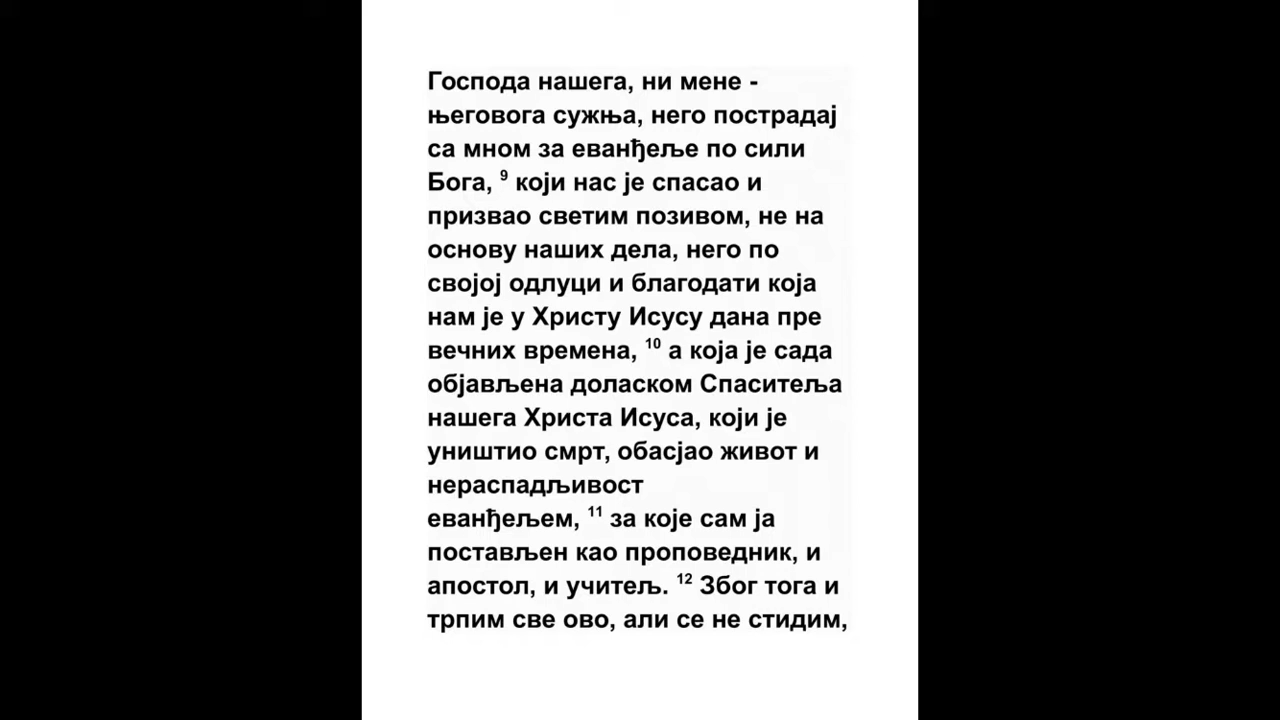 Господа нашега, ни мене -
његовога сужња, него пострадај
са мном за еванђеље по сили
Бога, ⁹ који нас је спасао и
призвао светим позивом, не на
основу наших дела, него по
својој одлуци и благодати која
нам је у Христу Исусу дана пре
вечних времена, ¹⁰ а која је сада
објављена доласком Спаситеља
нашега Христа Исуса, који је
уништио смрт, обасјао живот и
нераспадљивост
еванђељем, ¹¹ за које сам ја
постављен као проповедник, и
апостол, и учитељ. ¹² Због тога и
трпим све ово, али се не стидим,